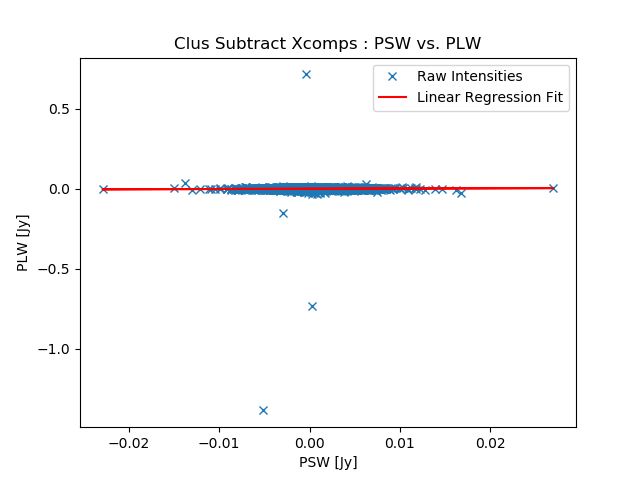 Clus Subtract Xcomps : PSW vs. PLW
Raw Intensities
Linear Regression Fit
PLW [Jy]
0.5
0.0
−0.5
−1.0
−0.02
−0.01
0.00
0.01
0.02
PSW [Jy]